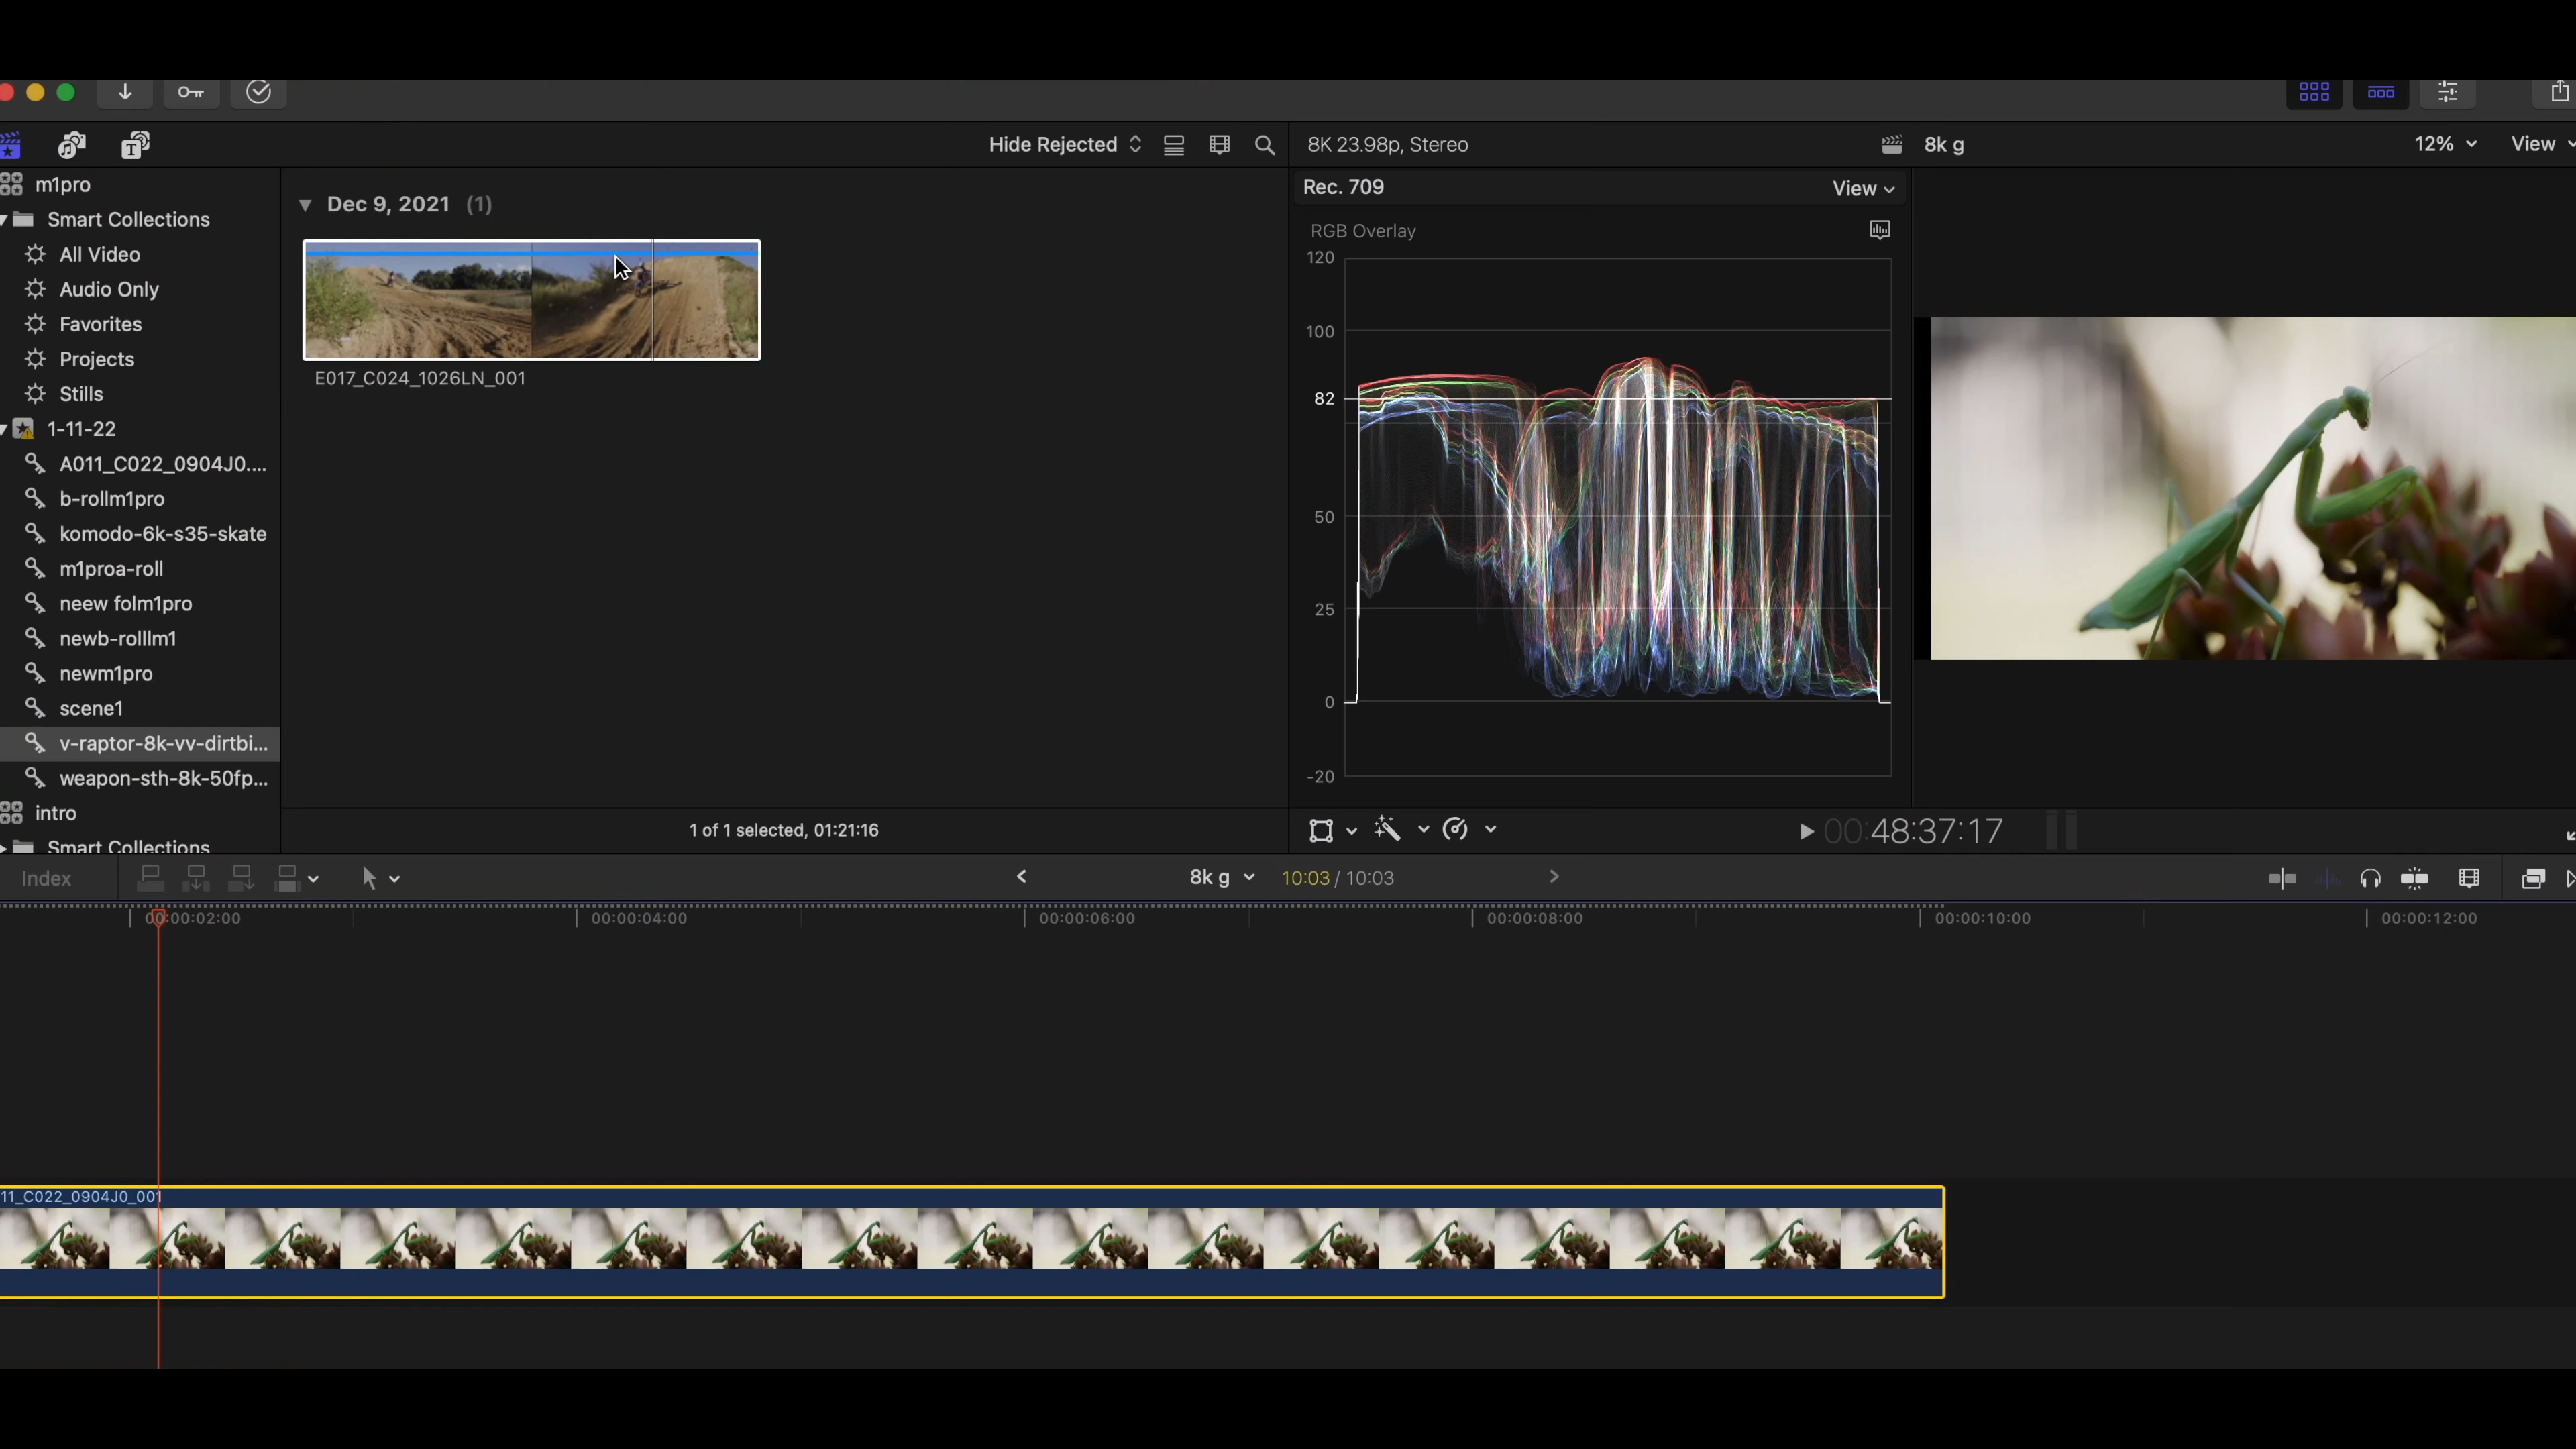 Hide Rejected
8K 23.98p, Stereo
8k g
12%
View
m1pro
Smart Collections
All Video
Audio Only
Favorites
Projects
Stills
1-11-22
A011_C022_0904J0....
b-rollm1pro
komodo-6k-s35-skate
m1proa-roll
neew folm1pro
newb-rolllm1
newm1pro
scene1
v-raptor-8k-vv-dirtbi...
weapon-sth-8k-50fp...
intro
Smart Collections
Dec 9, 2021 (1)
E017_C024_1026LN_001
1 of 1 selected, 01:21:16
Rec. 709
View
RGB Overlay
120
100
82
50
25
0
-20
00:48:37:17
Index
8k g
10:03 / 10:03
00:00:02:00
00:00:04:00
00:00:06:00
00:00:08:00
00:00:10:00
00:00:12:00
11_C022_0904J0_001